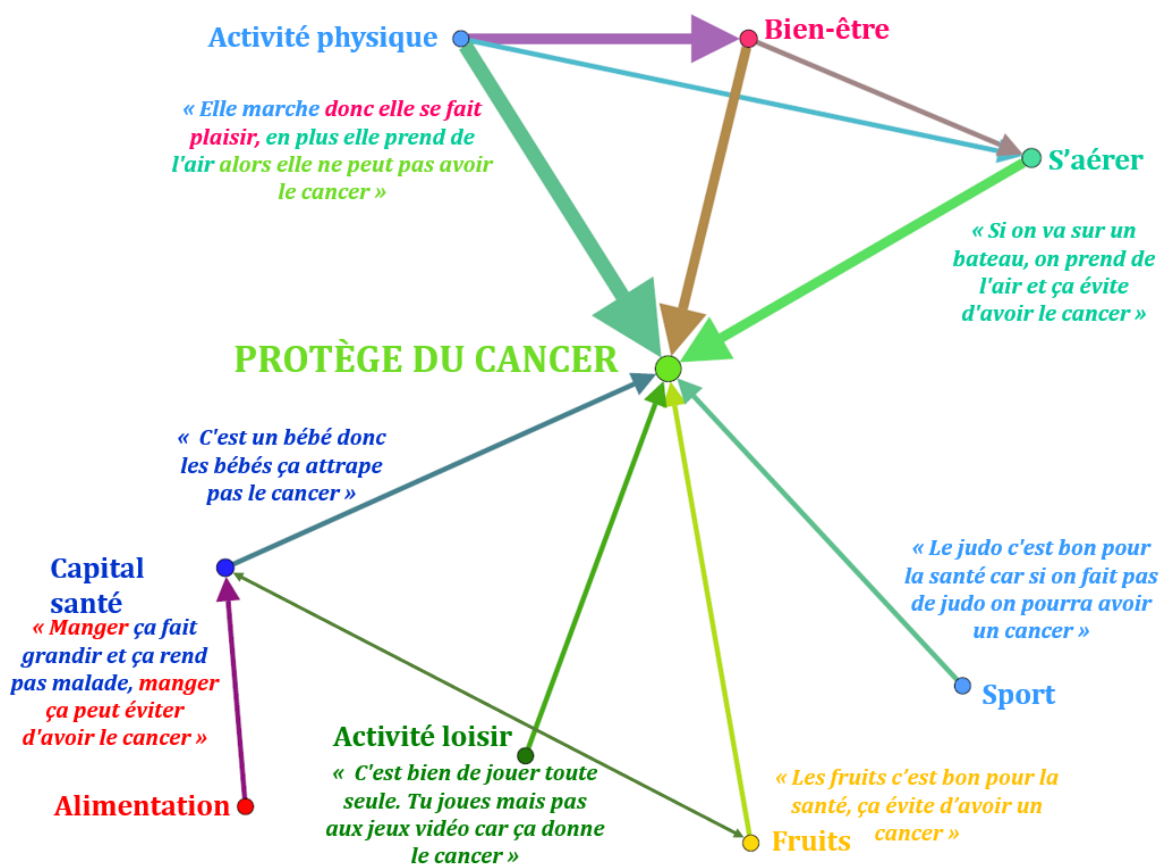 Activité physique
Bien-être
« Elle marche donc elle se fait
plaisir, en plus elle prend de
l'air alors elle ne peut pas avoir
le cancer »
S’aérer
« Si on va sur un
bateau, on prend de
l'air et ça évite
d'avoir le cancer »
PROTÈGE DU CANCER
« C'est un bébé donc
les bébés ça attrape
pas le cancer »
Capital
santé
« Manger ça fait
grandir et ça rend
pas malade, manger
ça peut éviter
d'avoir le cancer »
« Le judo c'est bon pour
la santé car si on fait pas
de judo on pourra avoir
un cancer »
Sport
Activité loisir
« C'est bien de jouer toute
seule. Tu joues mais pas
aux jeux vidéo car ça donne
le cancer »
Alimentation
« Les fruits c’est bon pour la
santé, ça évite d’avoir un
cancer »
Fruits